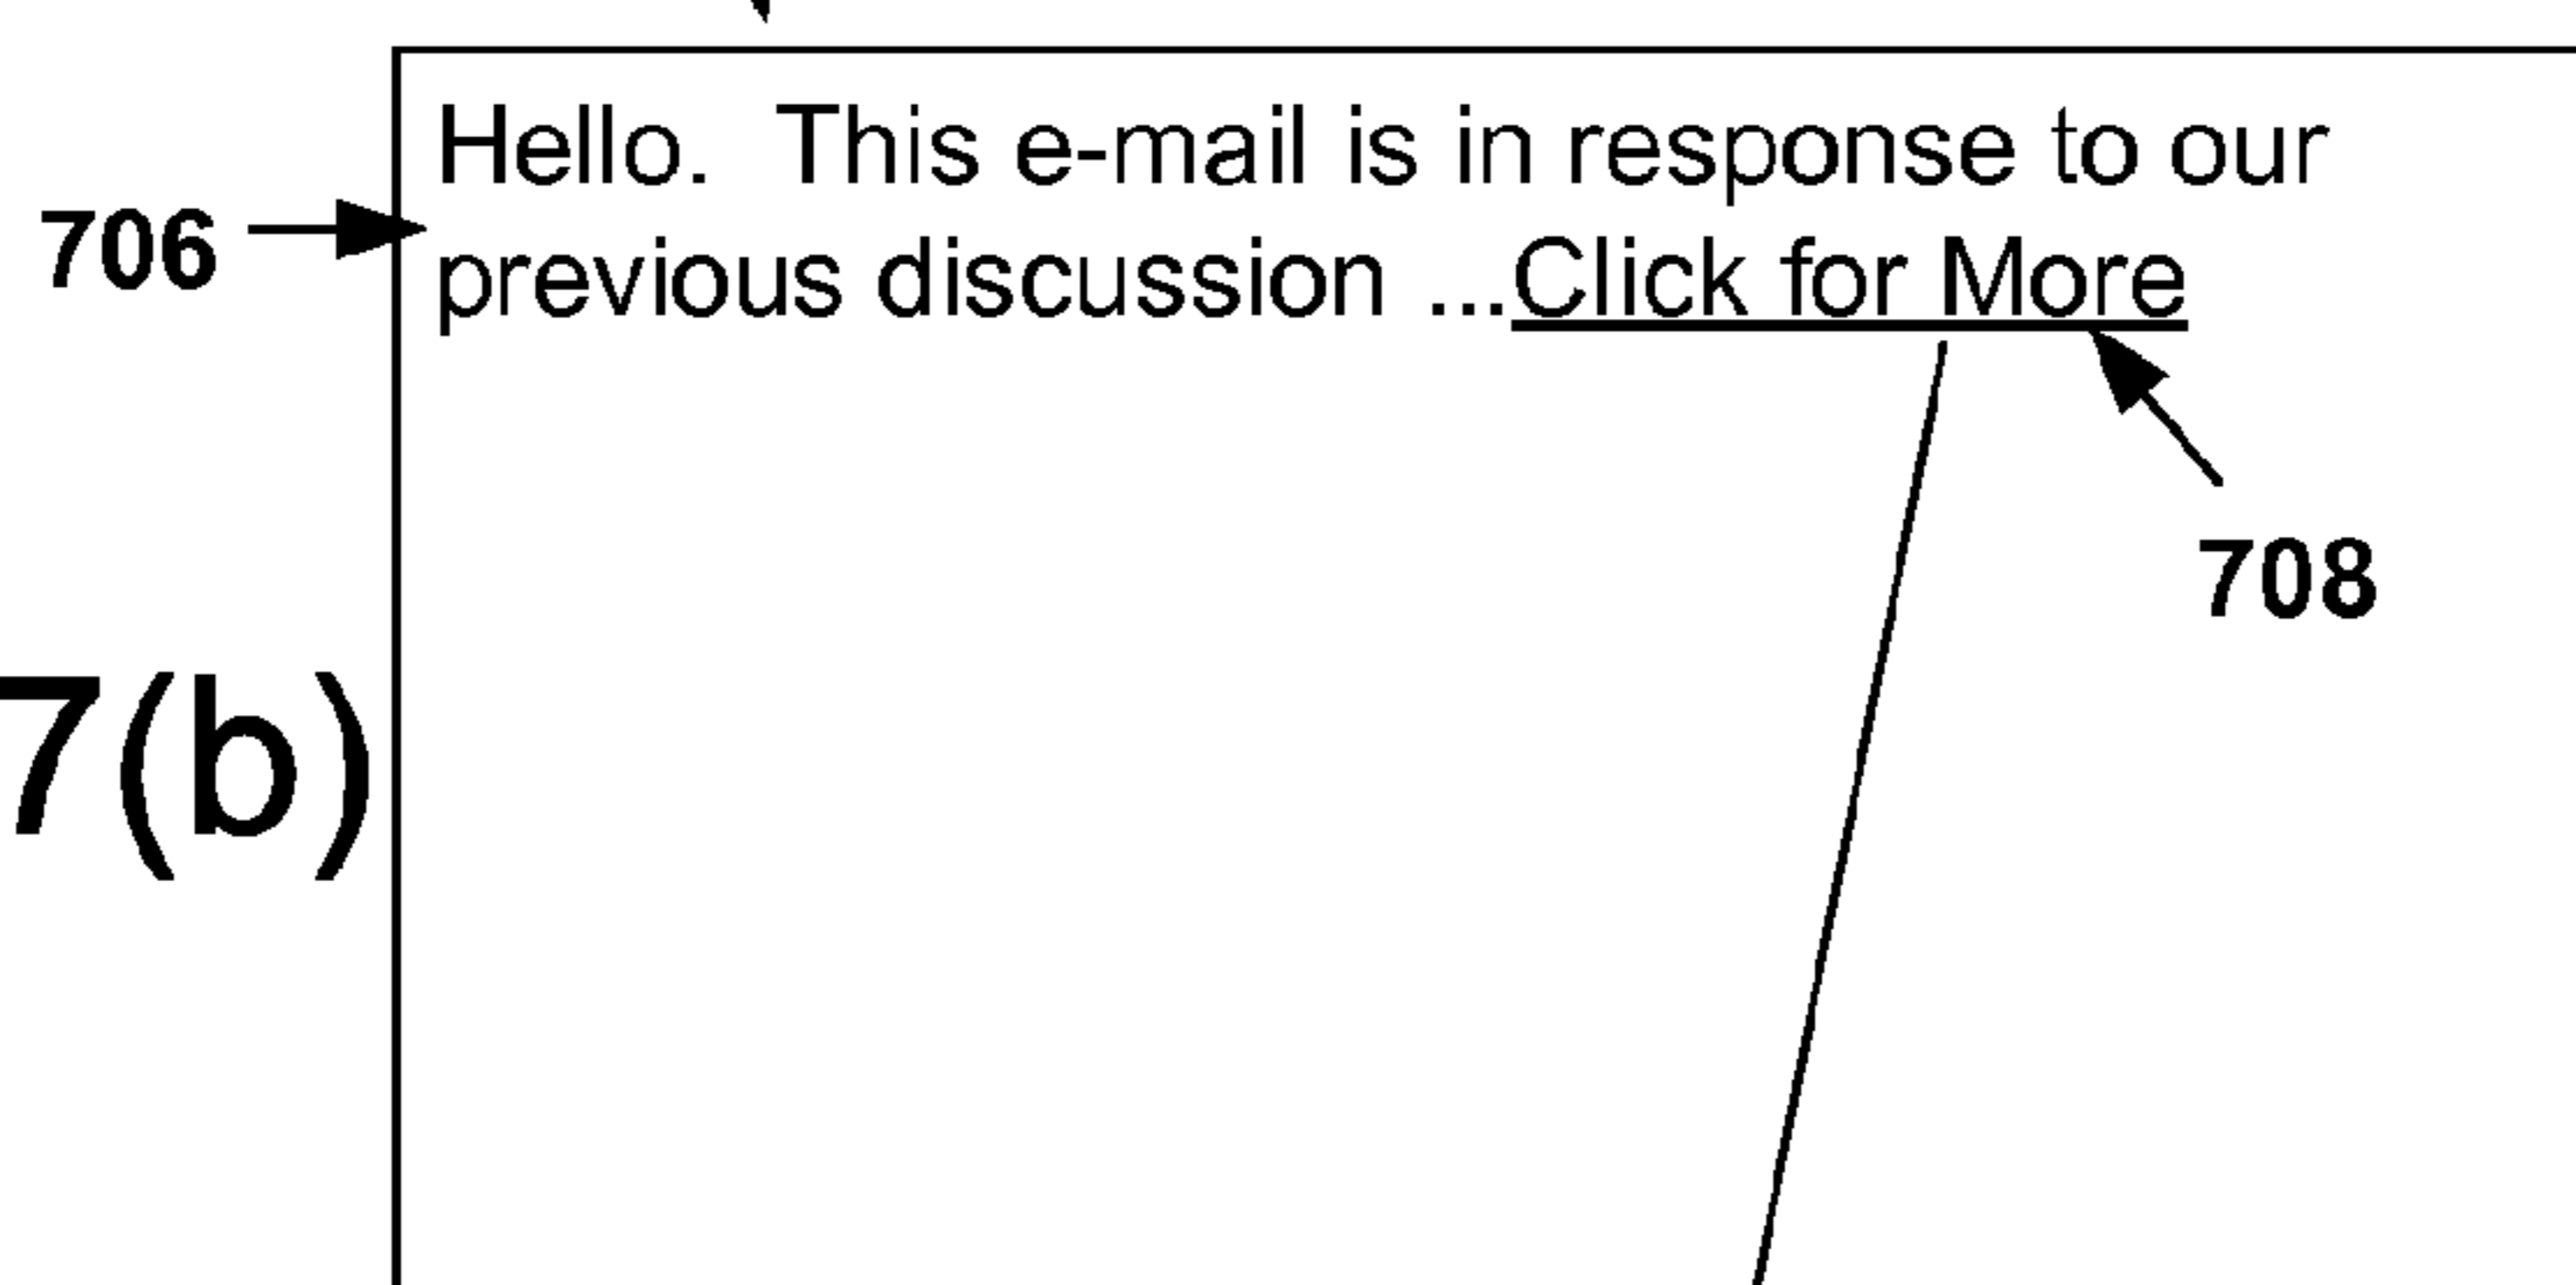 Hello.  This e-mail is in response to our
706
previous discussion ...Click for More
708
7(b)